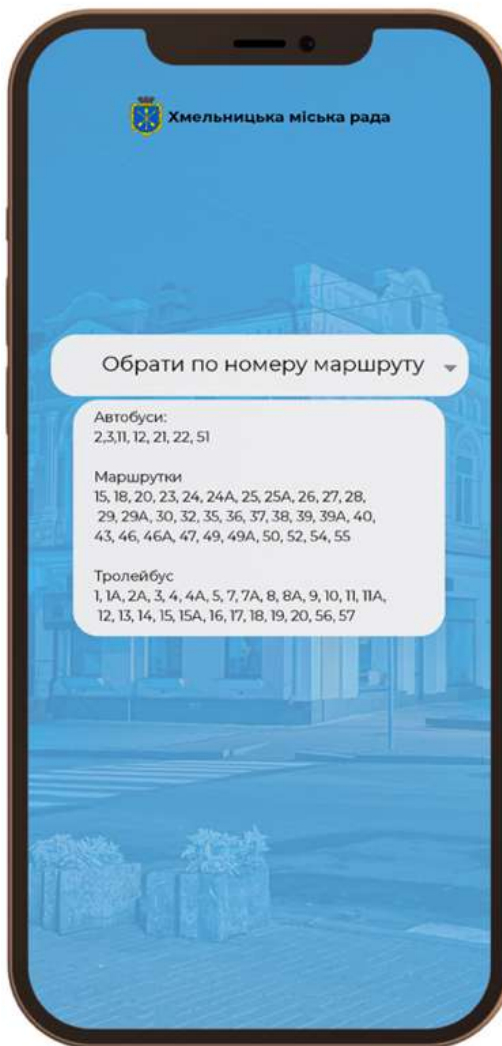 Хмельницька міська рада
Обрати по номеру маршруту
Автобуси:
2,3,11, 12, 21, 22, 51
Маршрутки
15, 18, 20, 23, 24, 24А, 25, 25А, 26, 27, 28,
29, 29А, 30, 32, 35, 36, 37, 38, 39, 39А, 40,
43, 46, 46А, 47, 49, 49А, 50, 52, 54, 55
Тролейбус
1, 1А, 2А, 3, 4, 4А, 5, 7, 7А, 8, 8А, 9, 10, 11, 11А,
12, 13, 14, 15, 15А, 16, 17, 18, 19, 20, 56, 57